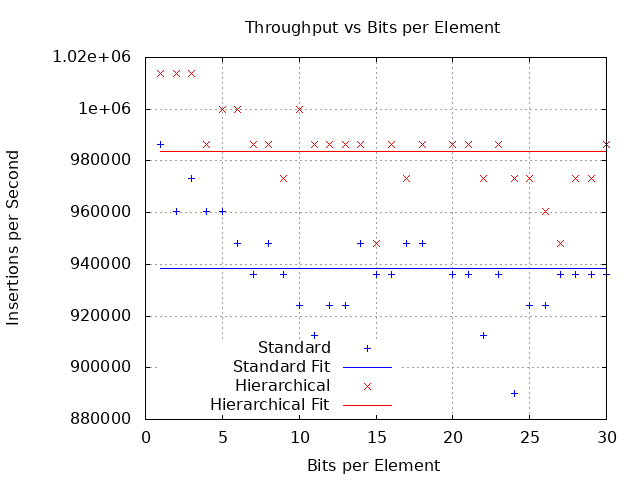 Throughput vs Bits per Element
1.02e+06
1e+06
980000
960000
940000
920000
900000
880000
Insertions per Second
Standard
Standard Fit
Hierarchical
Hierarchical Fit
0 5 10 15 20 25 30
Bits per Element